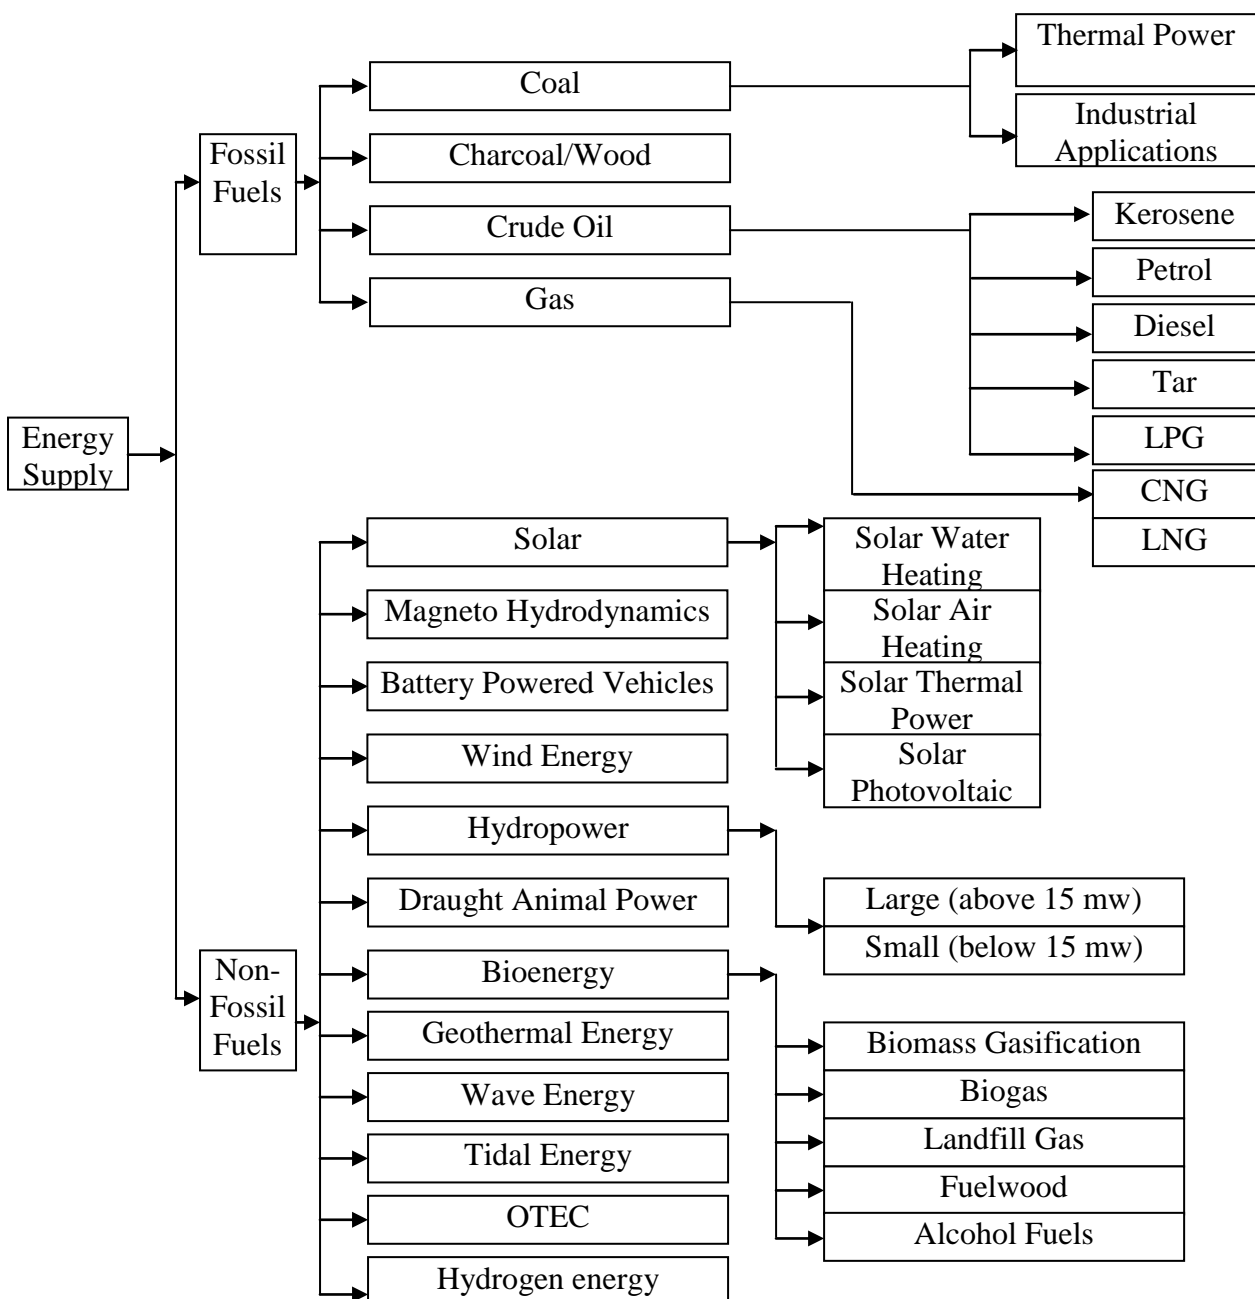 Thermal Power
Coal
Industrial
Applications
Fossil
Fuels
Charcoal/Wood
Crude Oil
Kerosene
Petrol
Gas
Diesel
Tar
Energy
Supply
LPG
CNG
LNG
Solar
Solar Water
Heating
Magneto Hydrodynamics
Solar Air
Heating
Battery Powered Vehicles
Solar Thermal
Power
Wind Energy
Solar
Photovoltaic
Hydropower
Draught Animal Power
Large (above 15 mw)
Small (below 15 mw)
Non-
Fossil
Fuels
Bioenergy
Geothermal Energy
Biomass Gasification
Wave Energy
Biogas
Tidal Energy
Landfill Gas
Fuelwood
OTEC
Alcohol Fuels
Hydrogen energy